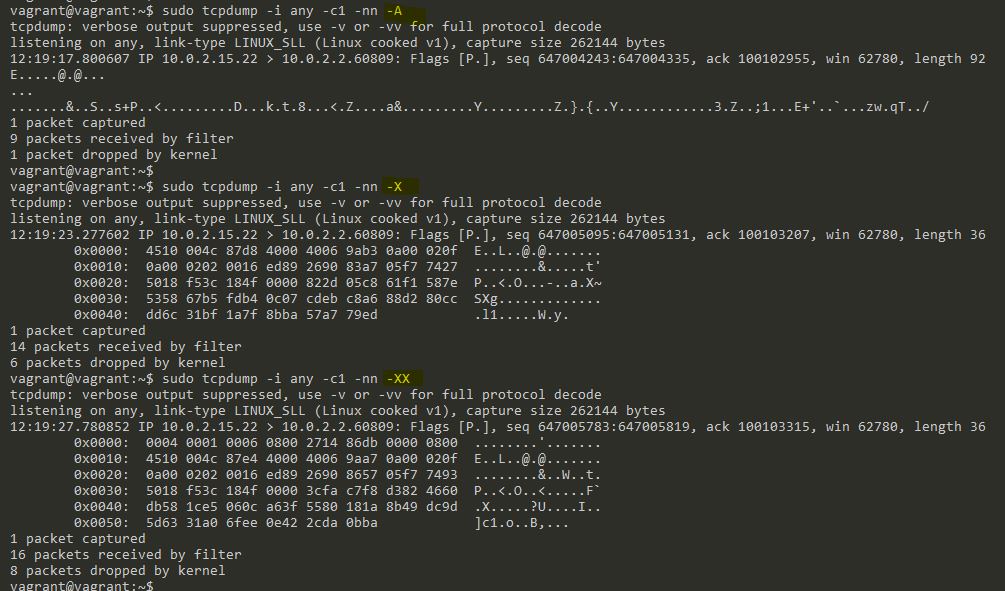 vagrant@vagrant:~$ sudo tcpdump -i any -c1 -nn -A
tcpdump: verbose output suppressed, use -v or -vv for full protocol decode
listening on any, link-type LINUX_SLL (Linux cooked v1), capture size 262144 bytes
12:19:17.800607 IP 10.0.2.15.22 > 10.0.2.2.60809: Flags [P.], seq 647004243:647004335, ack 100102955, win 62780, length 92
E.....@.@...
...
.......&..S..s+P..<.........D...k.t.8...<.Z....a&.........Y.........Z.}.{..Y............3.Z..;1...E+'..`...zw.qT../
1 packet captured
9 packets received by filter
1 packet dropped by kernel
vagrant@vagrant:~$
vagrant@vagrant:~$ sudo tcpdump -i any -c1 -nn -X
tcpdump: verbose output suppressed, use -v or -vv for full protocol decode
listening on any, link-type LINUX_SLL (Linux cooked v1), capture size 262144 bytes
12:19:23.277602 IP 10.0.2.15.22 > 10.0.2.2.60809: Flags [P.], seq 647005095:647005131, ack 100103207, win 62780, length 36
0x0000: 4510 004c 87d8 4000 4006 9ab3 0a00 020f E..L..@.@.......
0x0010: 0a00 0202 0016 ed89 2690 83a7 05f7 7427 ........&.....t'
0x0020: 5018 f53c 184f 0000 822d 05c8 61f1 587e P..<.O...-..a.X~
0x0030: 5358 67b5 fdb4 0c07 cdeb c8a6 88d2 80cc SXg.............
0x0040: dd6c 31bf 1a7f 8bba 57a7 79ed .l1.....W.y.
1 packet captured
14 packets received by filter
6 packets dropped by kernel
vagrant@vagrant:~$ sudo tcpdump -i any -c1 -nn -XX
tcpdump: verbose output suppressed, use -v or -vv for full protocol decode
listening on any, link-type LINUX_SLL (Linux cooked v1), capture size 262144 bytes
12:19:27.780852 IP 10.0.2.15.22 > 10.0.2.2.60809: Flags [P.], seq 647005783:647005819, ack 100103315, win 62780, length 36
0x0000: 0004 0001 0006 0800 2714 86db 0000 0800 ........'.......
0x0010: 4510 004c 87e4 4000 4006 9aa7 0a00 020f E..L..@.@.......
0x0020: 0a00 0202 0016 ed89 2690 8657 05f7 7493 ........&..W..t.
0x0030: 5018 f53c 184f 0000 3cfa c7f8 d382 4660 P..<.O..<.....F`
0x0040: db58 1ce5 060c a63f 5580 181a 8b49 dc9d .X.....?U....I..
0x0050: 5d63 31a0 6fee 0e42 2cda 0bba ]c1.o..B,...
1 packet captured
16 packets received by filter
8 packets dropped by kernel
vagrant@vagrant:~$